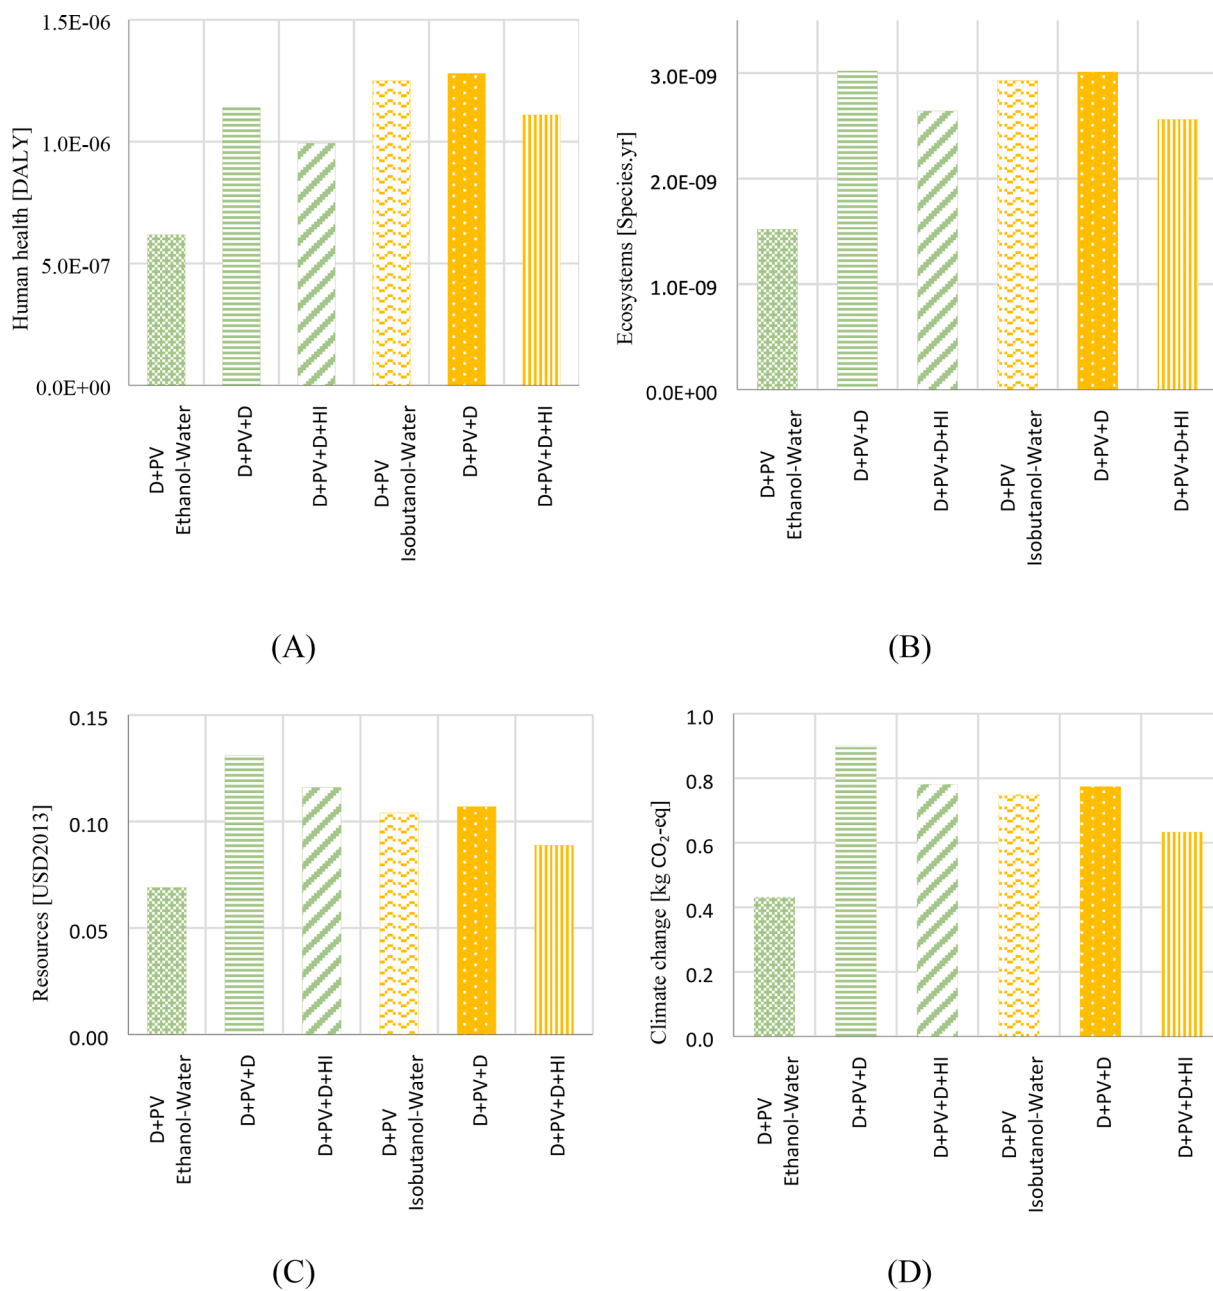 1.5E-06
1.0E-06
5.0E-07
0.0E+00
Human health [DALY]
D+PV
Ethanol-Water
D+PV+D
D+PV+D+HI
D+PV
Isobutanol-Water
D+PV+D
D+PV+D+HI
(A)
3.0E-09
2.0E-09
1.0E-09
0.0E+00
Ecosystems [Species.yr]
D+PV
Ethanol-Water
D+PV+D
D+PV+D+HI
D+PV
Isobutanol-Water
D+PV+D
D+PV+D+HI
(B)
0.15
0.10
0.05
0.00
Resources [USD2013]
D+PV
Ethanol-Water
D+PV+D
D+PV+D+HI
D+PV
Isobutanol-Water
D+PV+D
D+PV+D+HI
(C)
1.0
0.8
0.6
0.4
0.2
0.0
Climate change [kg CO₂-eq]
D+PV
Ethanol-Water
D+PV+D
D+PV+D+HI
D+PV
Isobutanol-Water
D+PV+D
D+PV+D+HI
(D)